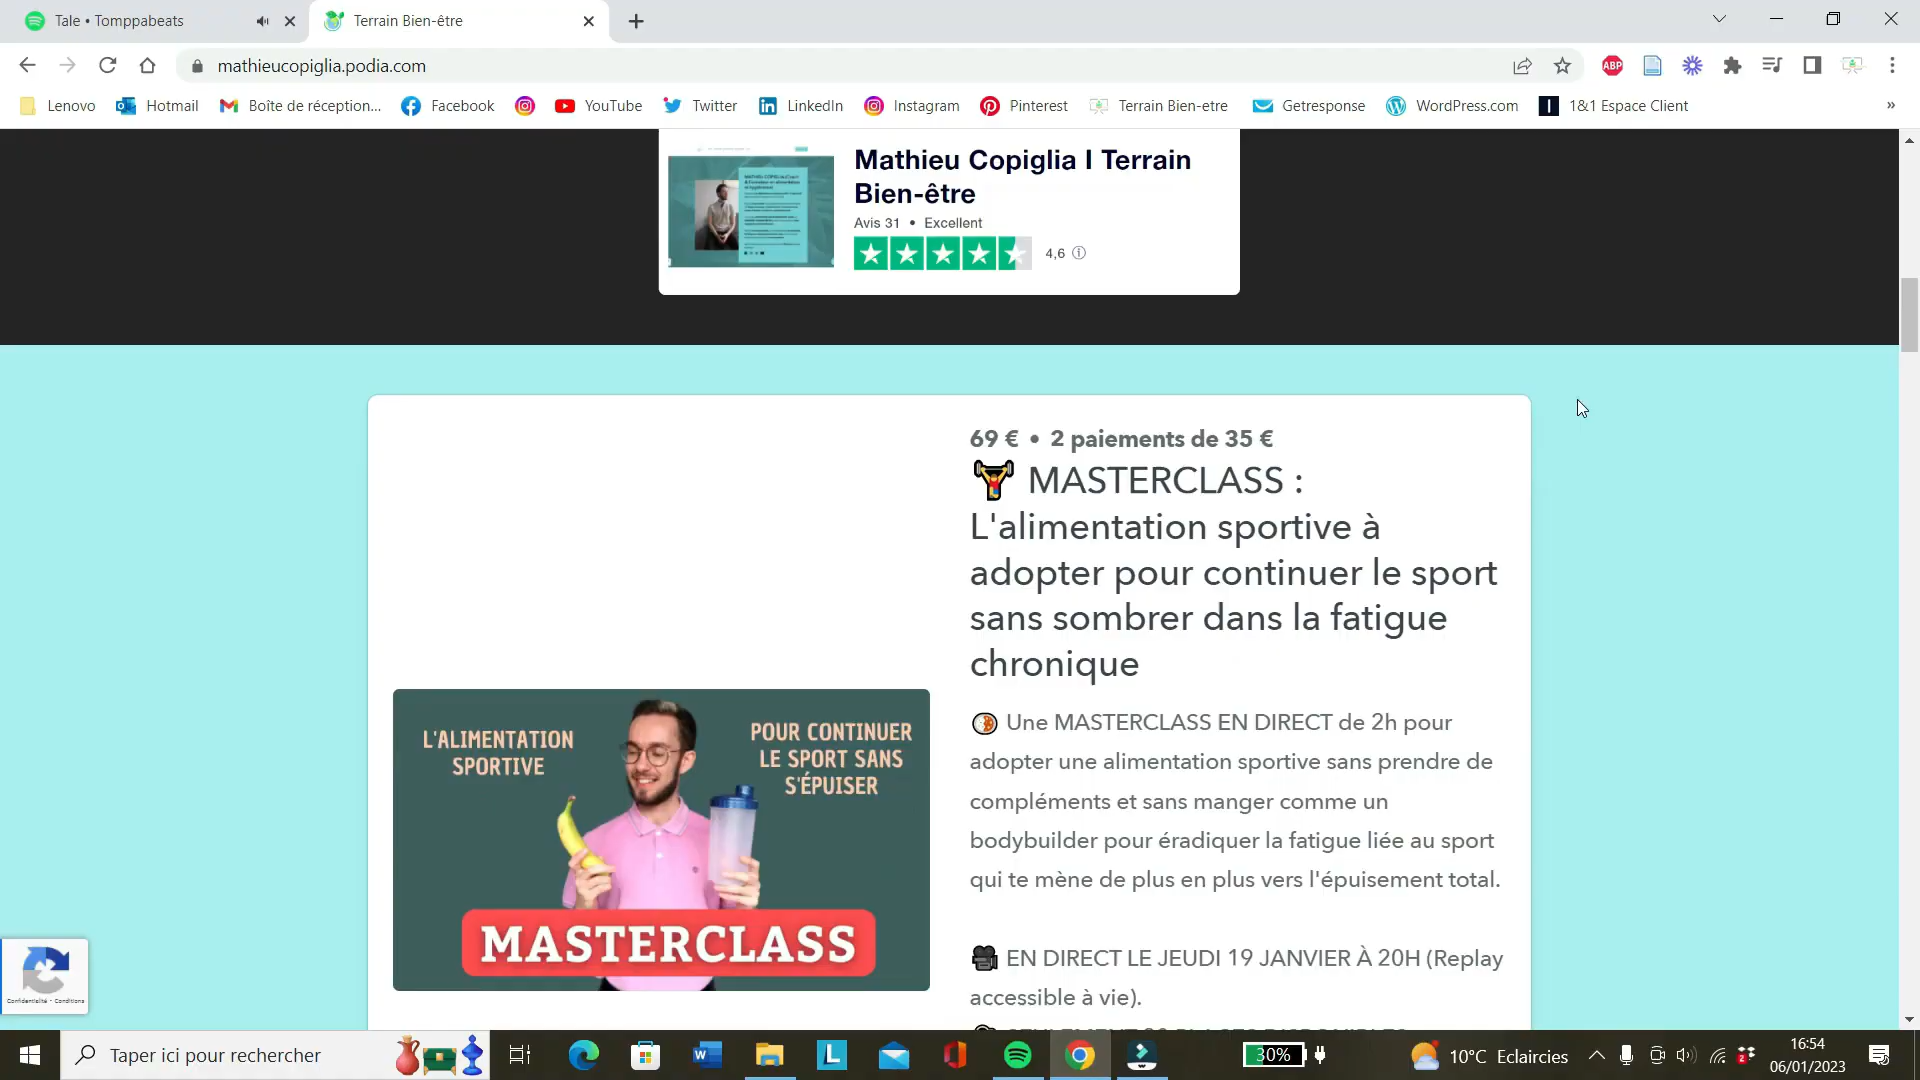 Tale • Tomppabeats
Terrain Bien-être
mathieucopiglia.podia.com
ABP
Lenovo
Hotmail
Boîte de réception...
Facebook
YouTube
Twitter
LinkedIn
Instagram
Pinterest
Terrain Bien-etre
Getresponse
WordPress.com
1&1 Espace Client
»
Mathieu Copiglia I Terrain
Bien-être
Avis 31 • Excellent
4,6
69 € • 2 paiements de 35 €
MASTERCLASS :
L'alimentation sportive à
adopter pour continuer le sport
sans sombrer dans la fatigue
chronique
Une MASTERCLASS EN DIRECT de 2h pour
adopter une alimentation sportive sans prendre de
compléments et sans manger comme un
bodybuilder pour éradiquer la fatigue liée au sport
qui te mène de plus en plus vers l'épuisement total.
EN DIRECT LE JEUDI 19 JANVIER À 20H (Replay
accessible à vie).
L'ALIMENTATION
SPORTIVE
POUR CONTINUER
LE SPORT SANS
S'ÉPUISER
MASTERCLASS
Confidentialité - Conditions
Taper ici pour rechercher
30%
10°C Eclaircies
16:54
06/01/2023